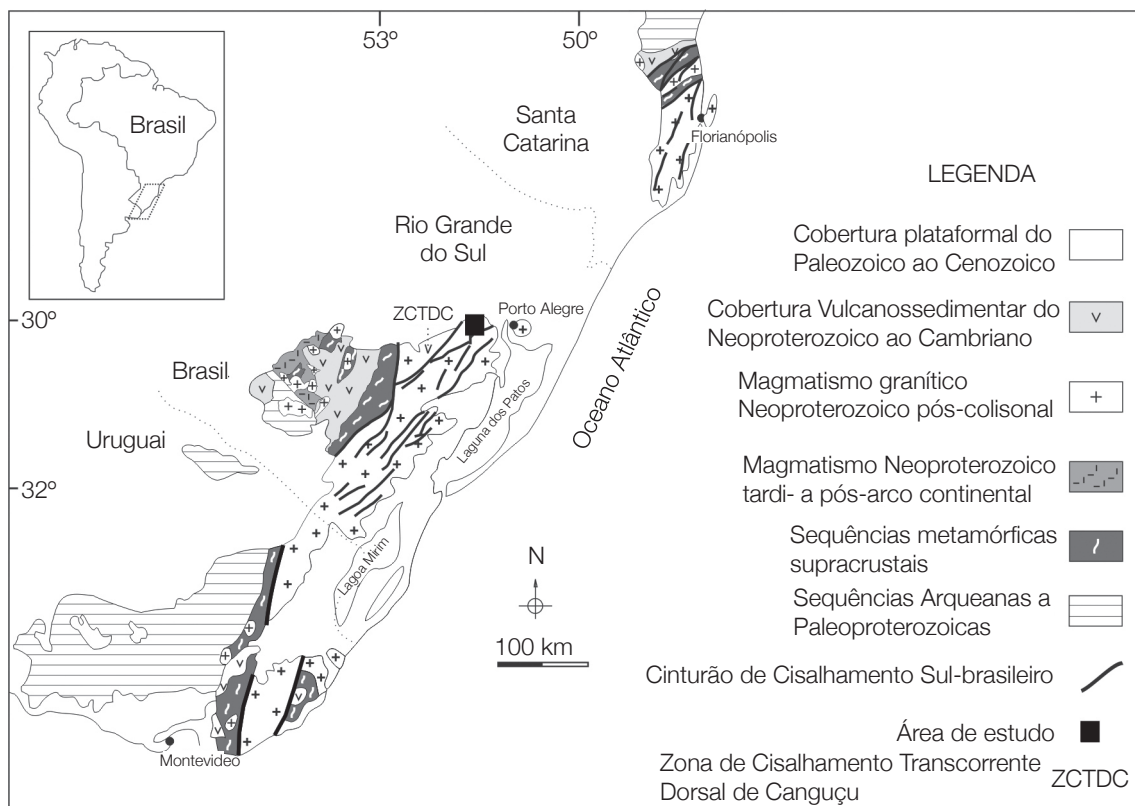 53º
50º
Brasil
Santa
Catarina
Florianópolis
Rio Grande
do Sul
30º
ZCTDC
Porto Alegre
Oceano Atlântico
Brasil
Uruguai
Laguna dos Patos
32º
Lagoa Mirim
N
100 km
Montevideo
LEGENDA
Cobertura plataformal do
Paleozoico ao Cenozoico
Cobertura Vulcanossedimentar do
Neoproterozoico ao Cambriano
Magmatismo granítico
Neoproterozoico pós-colisonal
Magmatismo Neoproterozoico
tardi- a pós-arco continental
Sequências metamórficas
supracrustais
Sequências Arqueanas a
Paleoproterozoicas
Cinturão de Cisalhamento Sul-brasileiro
Área de estudo
Zona de Cisalhamento Transcorrente
Dorsal de Canguçu
ZCTDC